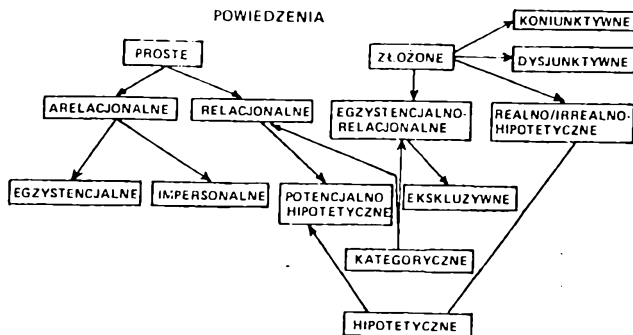 POWIEDZENIA
KONIUNKTYWNE
PROSTE
ZŁOŻONE
DYSJUNKTYWNE
ARELACJONALNE
RELACJONALNE
EGZYSTENCJALNO-
RELACJONALNE
REALNO/IRREALNO-
HIPOTETYCZNE
EGZYSTENCJALNE
IMPERSONALNE
POTENCJALNO
HIPOTETYCZNE
EKSKLUZYWNE
KATEGORYCZNE
HIPOTETYCZNE